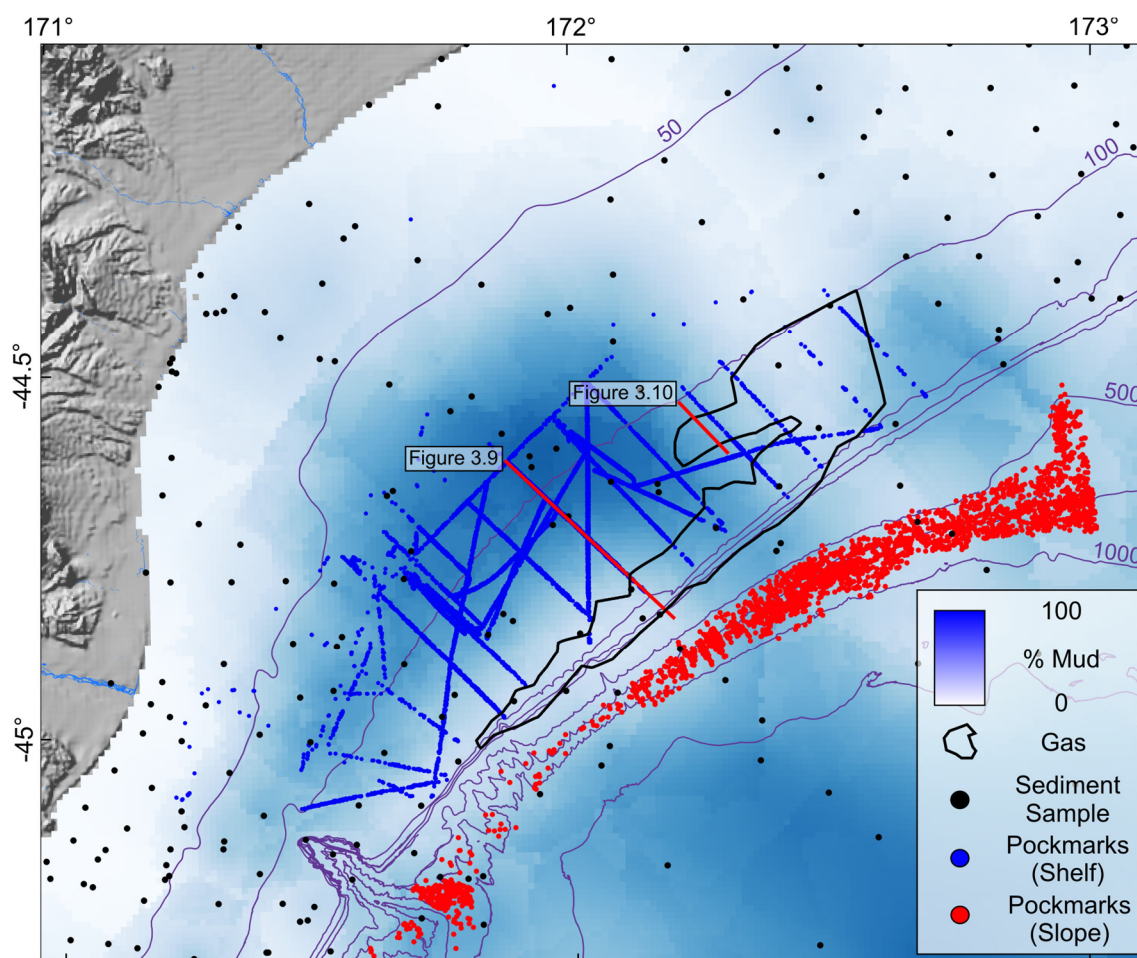 171°
172°
173°
50
100
-44.5°
Figure 3.10
500
Figure 3.9
1000
100
% Mud
0
Gas
-45°
Sediment
Sample
Pockmarks
(Shelf)
Pockmarks
(Slope)